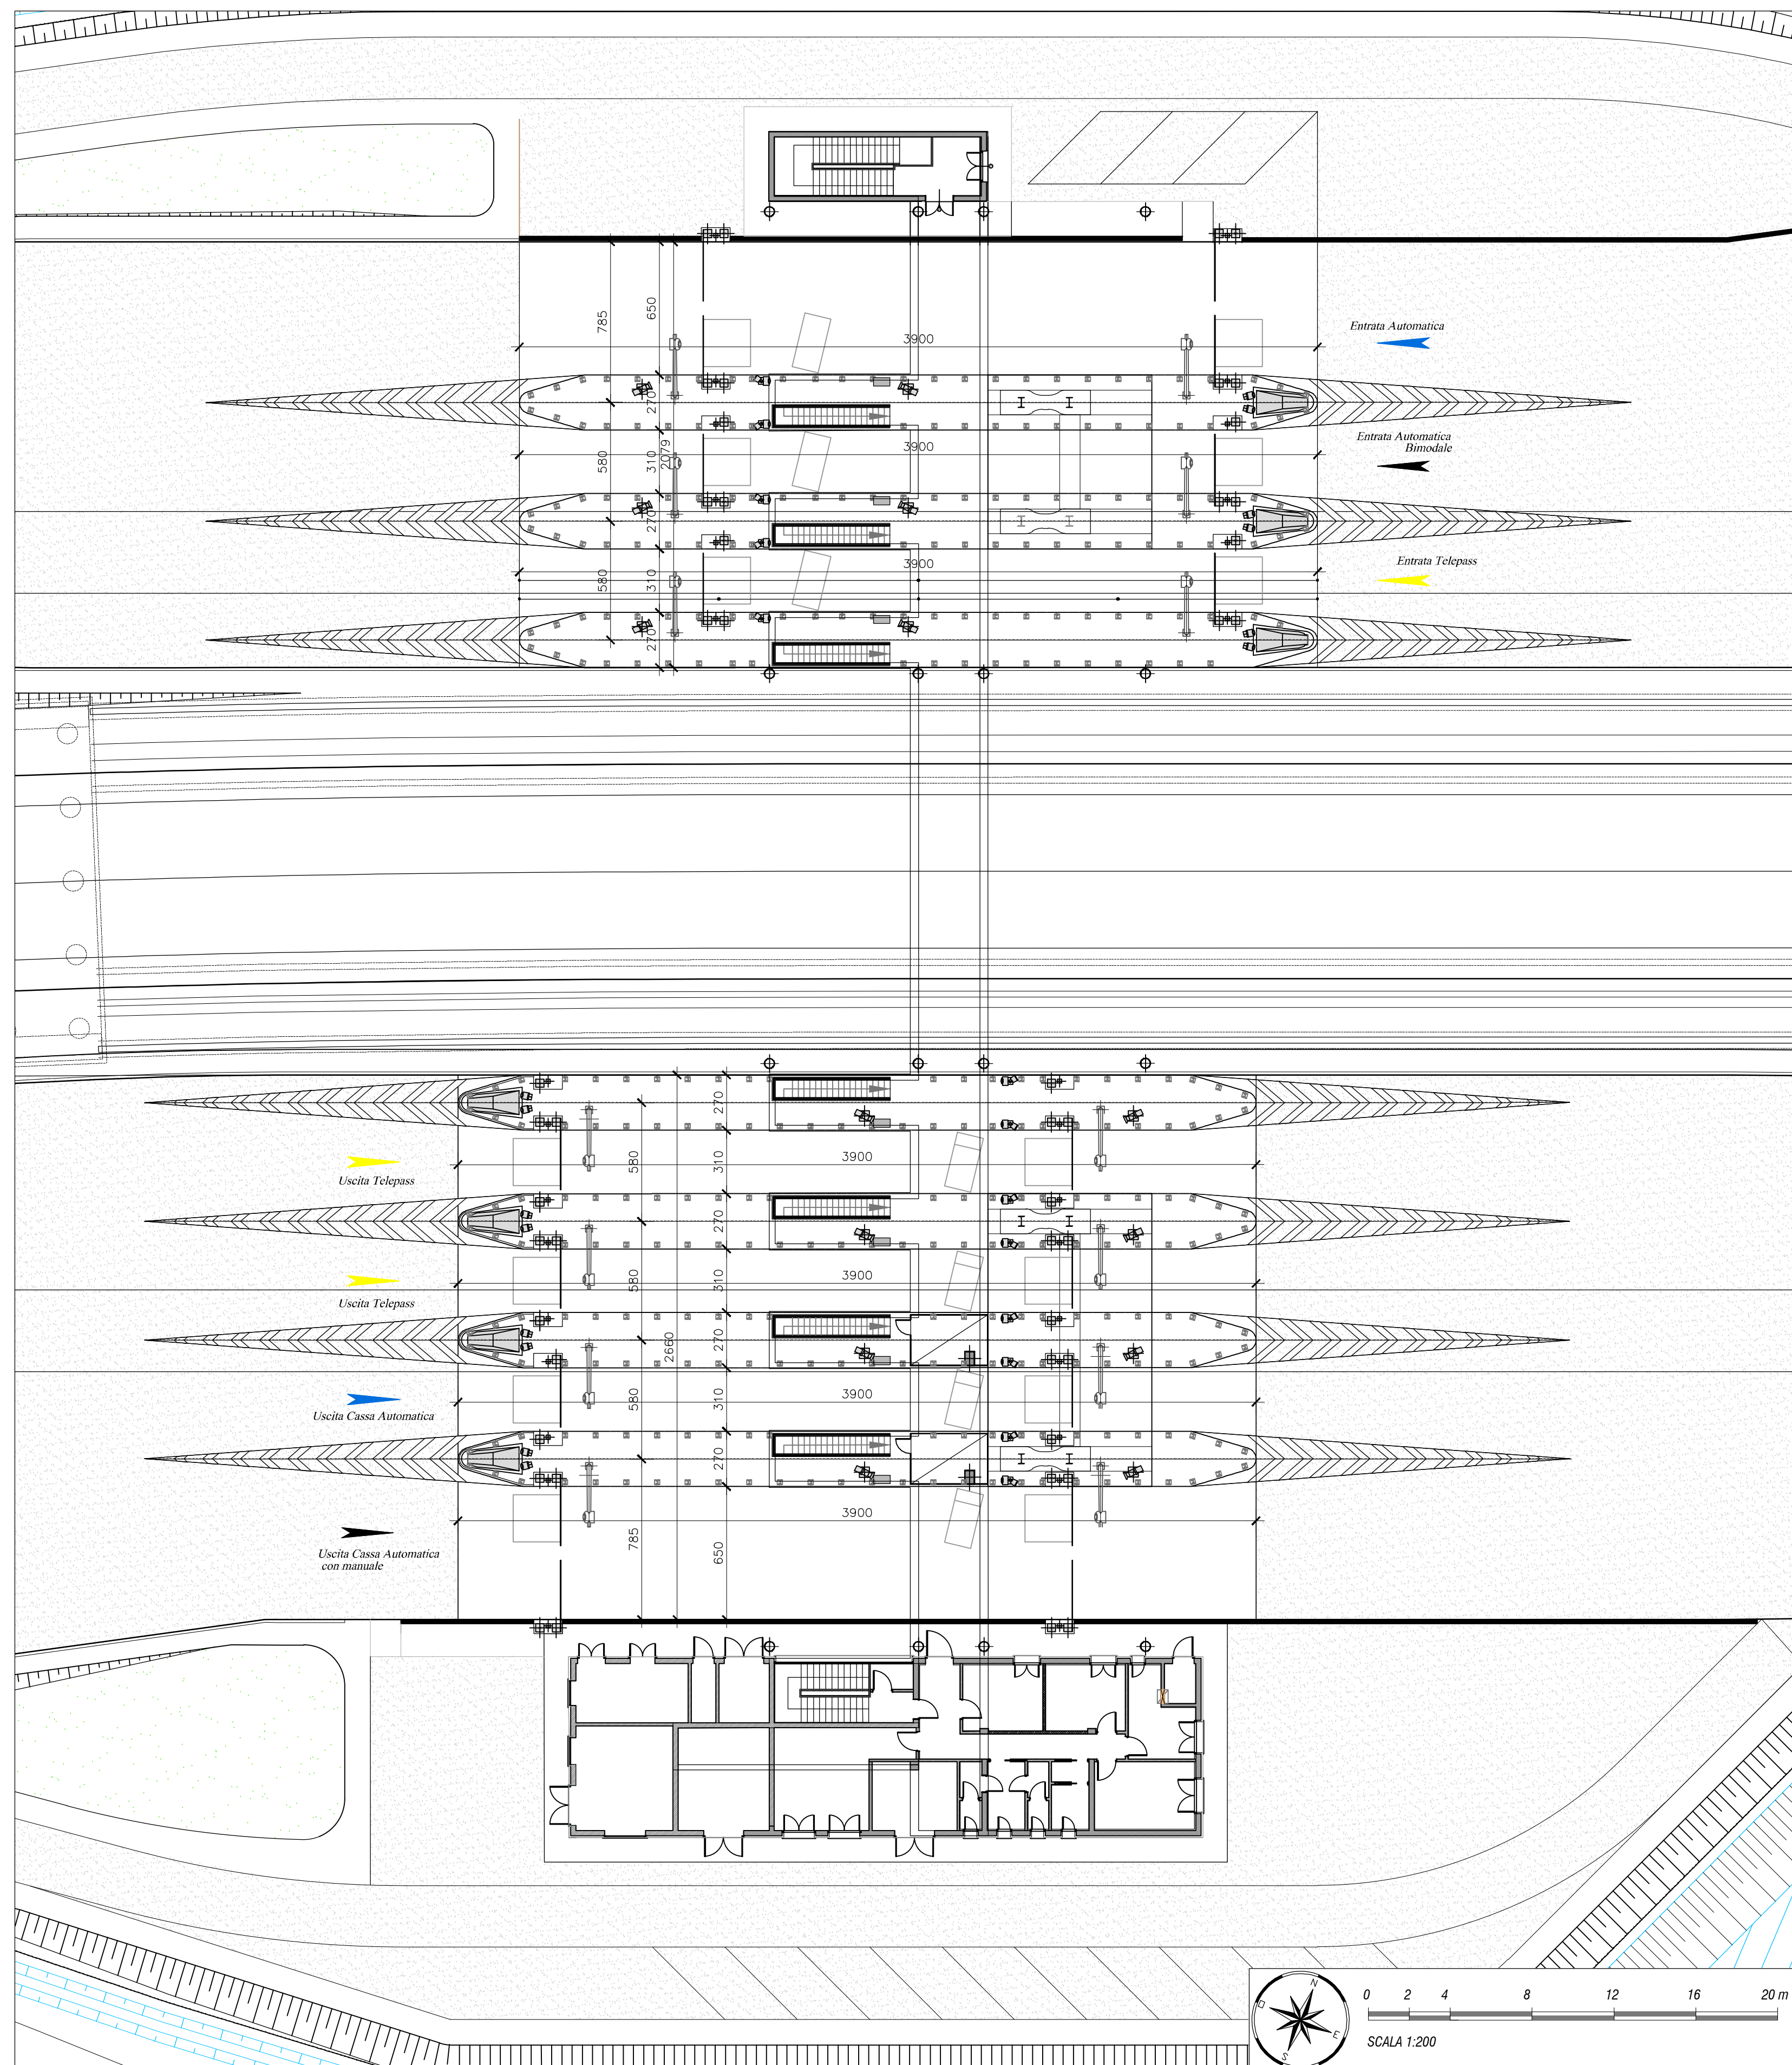 785
650
3900
Entrata Automatica
270
3900
Entrata Automatica
Bimodale
580
310
2079
270
3900
Entrata Telepass
580
310
270
270
580
310
3900
Uscita Telepass
270
580
310
3900
Uscita Telepass
270
2660
580
310
3900
Uscita Cassa Automatica
270
3900
785
650
Uscita Cassa Automatica
con manuale
N
O
E
S
0 2 4 8 12 16 20 m
SCALA 1:200